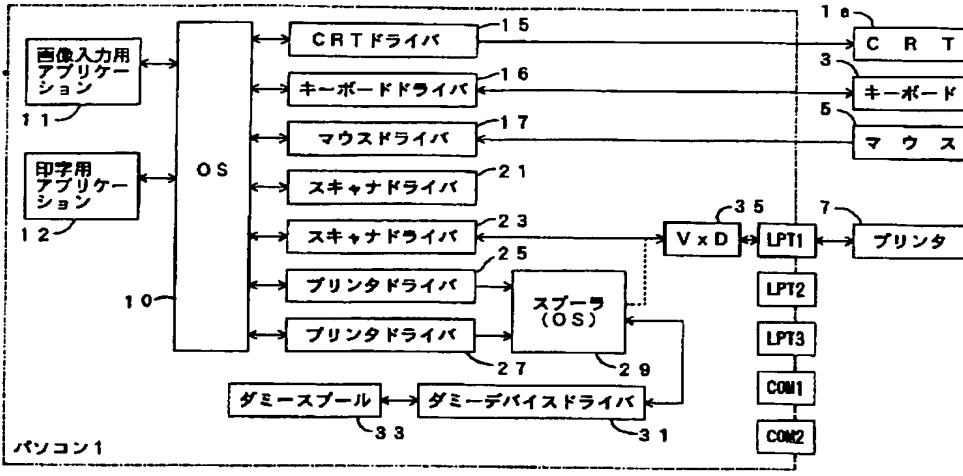 15
1a
画像入力用
アプリケー
ション
11
CRTドライバ
CRT
16
3
キーボードドライバ
キーボード
17
5
マウスドライバ
マウス
OS
印字用
アプリケー
ション
12
21
スキャナドライバ
23
35
7
スキャナドライバ
VxD
LPT1
プリンタ
25
10
プリンタドライバ
スプーラ
(OS)
LPT2
プリンタドライバ
LPT3
27
29
ダミースプール
ダミーデバイスドライバ
COM1
33
31
COM2
パソコン1